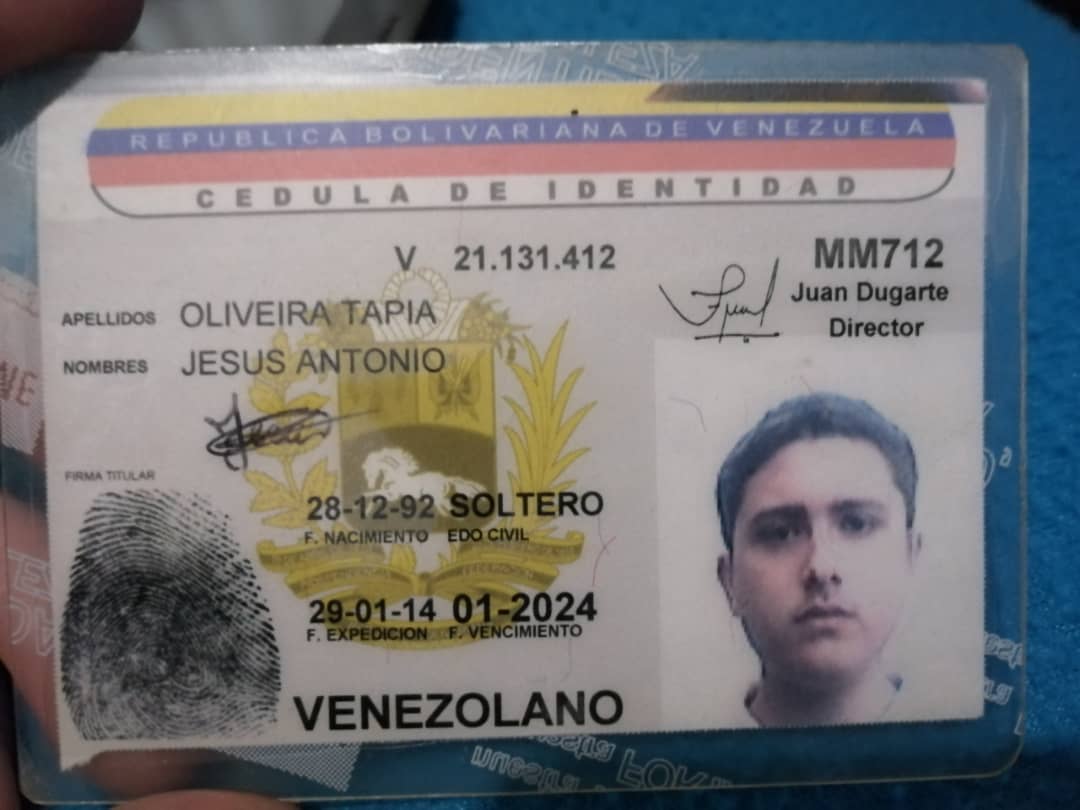 REPUBLICA BOLIVARIANA DE VENEZUELA
CEDULA DE IDENTIDAD
V 21.131.412
MM712
Juan Dugarte
Director
APELLIDOS OLIVEIRA TAPIA
NOMBRES JESUS ANTONIO
FIRMA TITULAR
28-12-92 SOLTERO
F. NACIMIENTO EDO CIVIL
29-01-14 01-2024
F. EXPEDICION F. VENCIMIENTO
VENEZOLANO